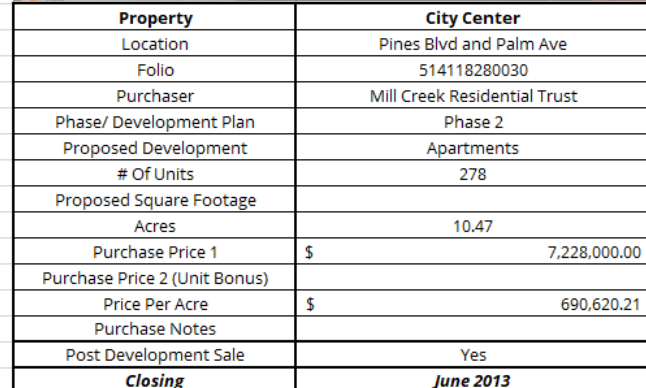 Property City Center
Location Pines Blvd and Palm Ave
Folio 514118280030
Purchaser Mill Creek Residential Trust
Phase/ Development Plan Phase 2
Proposed Development Apartments
# Of Units 278
Proposed Square Footage
Acres 10.47
Purchase Price 1 $ 7,228,000.00
Purchase Price 2 (Unit Bonus)
Price Per Acre $ 690,620.21
Purchase Notes
Post Development Sale Yes
Closing June 2013